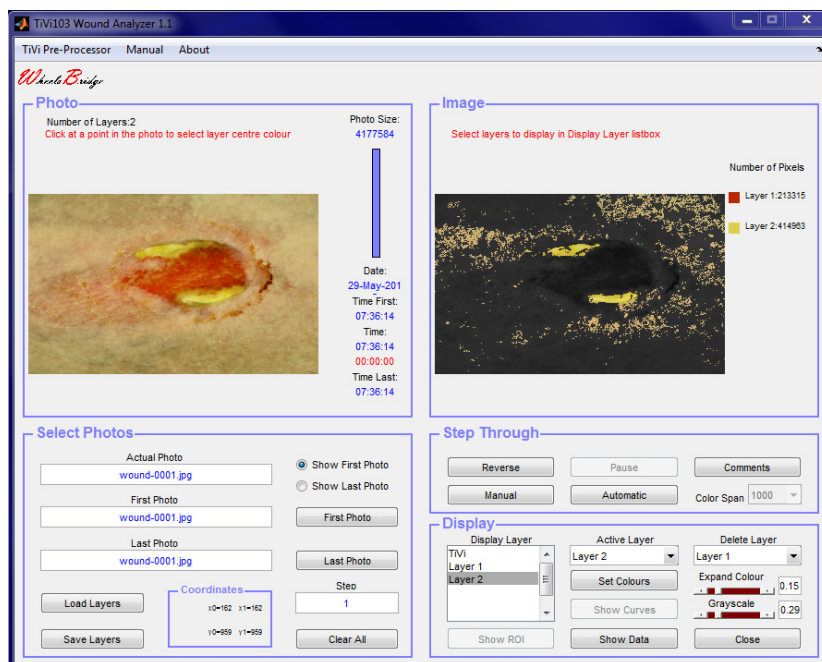 TiVi103 Wound Analyzer 1.1
TiVi Pre-Processor Manual About
WheelsBridge
Photo
Number of Layers:2
Click at a point in the photo to select layer centre colour
Photo Size:
4177584
Date:
29-May-201
Time First:
07:36:14
Time:
07:36:14
00:00:00
Time Last:
07:36:14
Image
Select layers to display in Display Layer listbox
Number of Pixels
Layer 1:213315
Layer 2:414963
Select Photos
Actual Photo
wound-0001.jpg
First Photo
wound-0001.jpg
Last Photo
wound-0001.jpg
Show First Photo
Show Last Photo
First Photo
Last Photo
Step
1
Load Layers
Save Layers
Coordinates
x0=162 x1=162
y0=959 y1=959
Clear All
Step Through
Reverse Pause Comments
Manual Automatic Color Span 1000
Display
Display Layer
TiVi
Layer 1
Layer 2
Show ROI
Active Layer
Layer 2
Set Colours
Show Curves
Show Data
Delete Layer
Layer 1
Expand Colour
0.15
Grayscale
0.29
Close